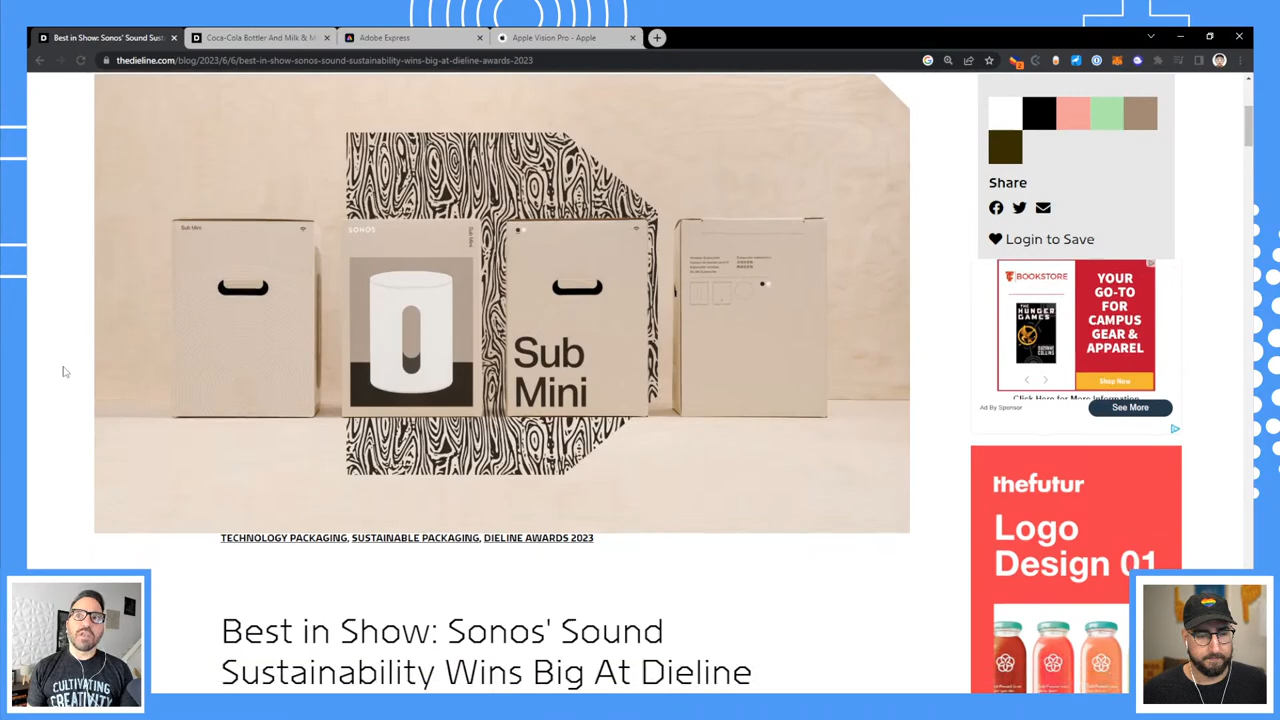 Best in Show: Sonos' Sound Sust
Coca-Cola Bottler And Milk & M
Adobe Express
Apple Vision Pro - Apple
thedieline.com/blog/2023/6/6/best-in-show-sonos-sound-sustainability-wins-big-at-dieline-awards-2023
Sub Mini
SONOS
Sub Mini
Sub
Mini
Share
Login to Save
BOOKSTORE
THE
HUNGER
GAMES
YOUR
GO-TO
FOR
CAMPUS
GEAR &
APPAREL
Shop Now
Click Here for More Information
Ad By Sponsor
See More
TECHNOLOGY PACKAGING, SUSTAINABLE PACKAGING, DIELINE AWARDS 2023
thefutur
Logo
Design 01
Best in Show: Sonos' Sound
Sustainability Wins Big At Dieline
CULTIVATING
CREATIVITY